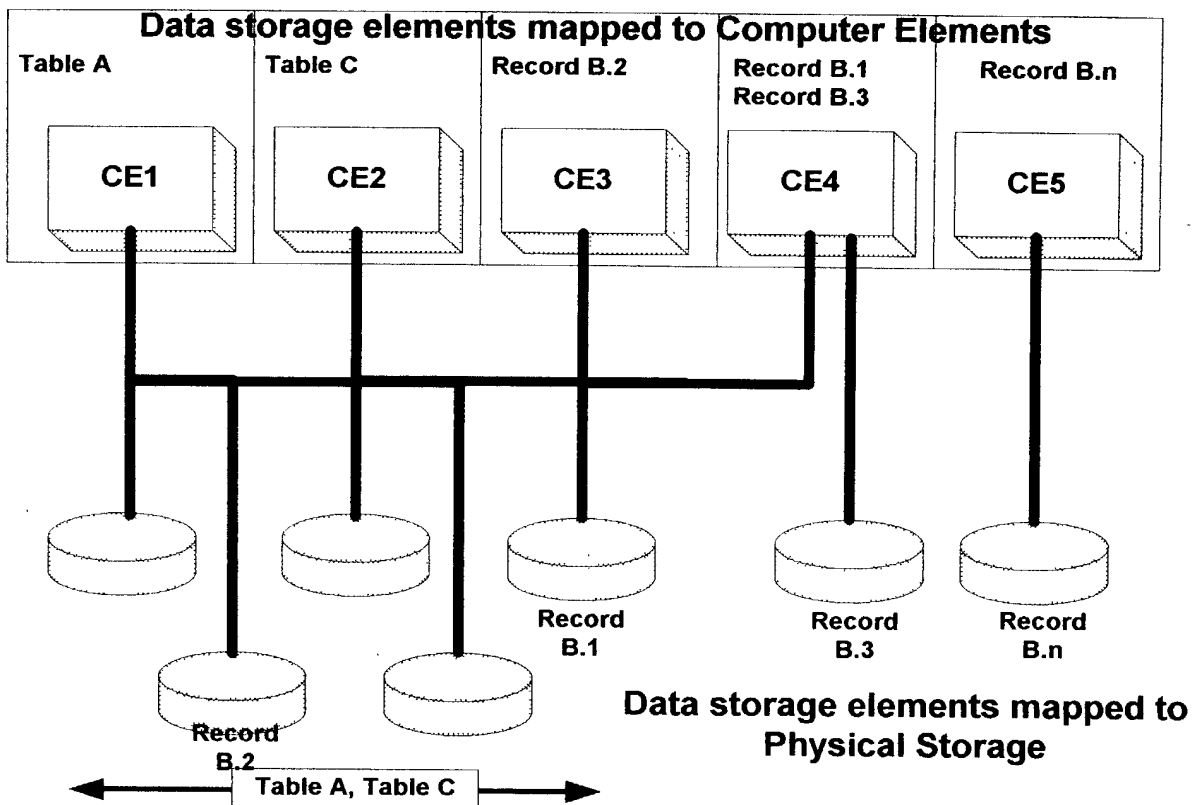 Data storage elements mapped to Computer Elements
Table A
Table C
Record B.2
Record B.1
Record B.3
Record B.n
CE1
CE2
CE3
CE4
CE5
Record
B.1
Record
B.3
Record
B.n
Record
B.2
Data storage elements mapped to
Physical Storage
Table A, Table C